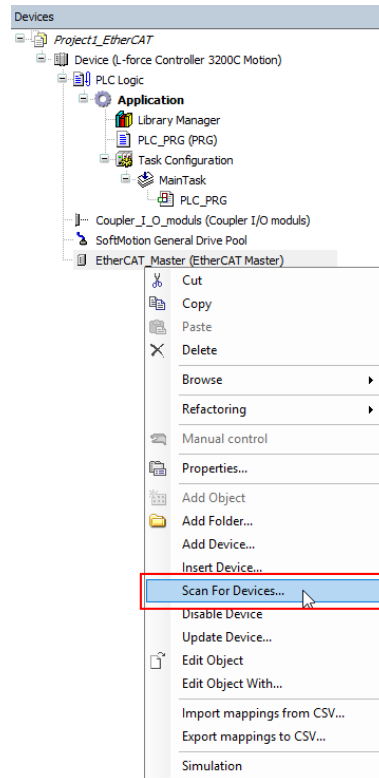 Devices
Project1_EtherCAT
Device (L-force Controller 3200C Motion)
PLC Logic
Application
Library Manager
PLC_PRG (PRG)
Task Configuration
MainTask
PLC_PRG
Coupler_I_O_moduls (Coupler I/O moduls)
SoftMotion General Drive Pool
EtherCAT_Master (EtherCAT Master)
Cut
Copy
Paste
Delete
Browse
Refactoring
Manual control
Properties...
Add Object
Add Folder...
Add Device...
Insert Device...
Scan For Devices...
Disable Device
Update Device...
Edit Object
Edit Object With...
Import mappings from CSV...
Export mappings to CSV...
Simulation